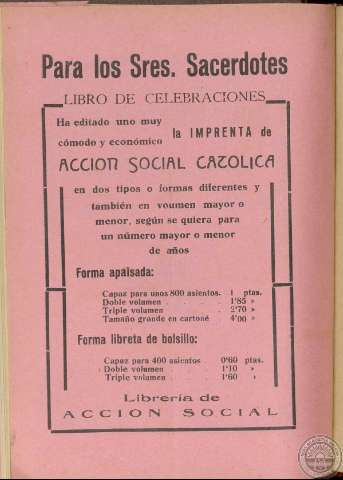 Para los Sres. Sacerdotes
LIBRO DE CELEBRACIONES
Ha editado uno muy
cómodo y económico
la IMPRENTA de
ACCION SOCIAL CATOLICA
en dos tipos o formas diferentes y
también en voumen mayor o
menor, según se quiera para
un número mayor o menor
de años
Forma apaisada:
Capaz para unos 800 asientos. 1 ptas.
Doble volumen . . . . 1'85 »
Triple volumen . . . . 2'70 »
Tamaño grande en cartoné 4'00 »
Forma libreta de bolsillo:
Capaz para 400 asientos . 0'60 ptas.
Doble volumen . . . . 1'10 »
Triple volumen . . . . 1'60 »
Librería de
ACCION SOCIAL